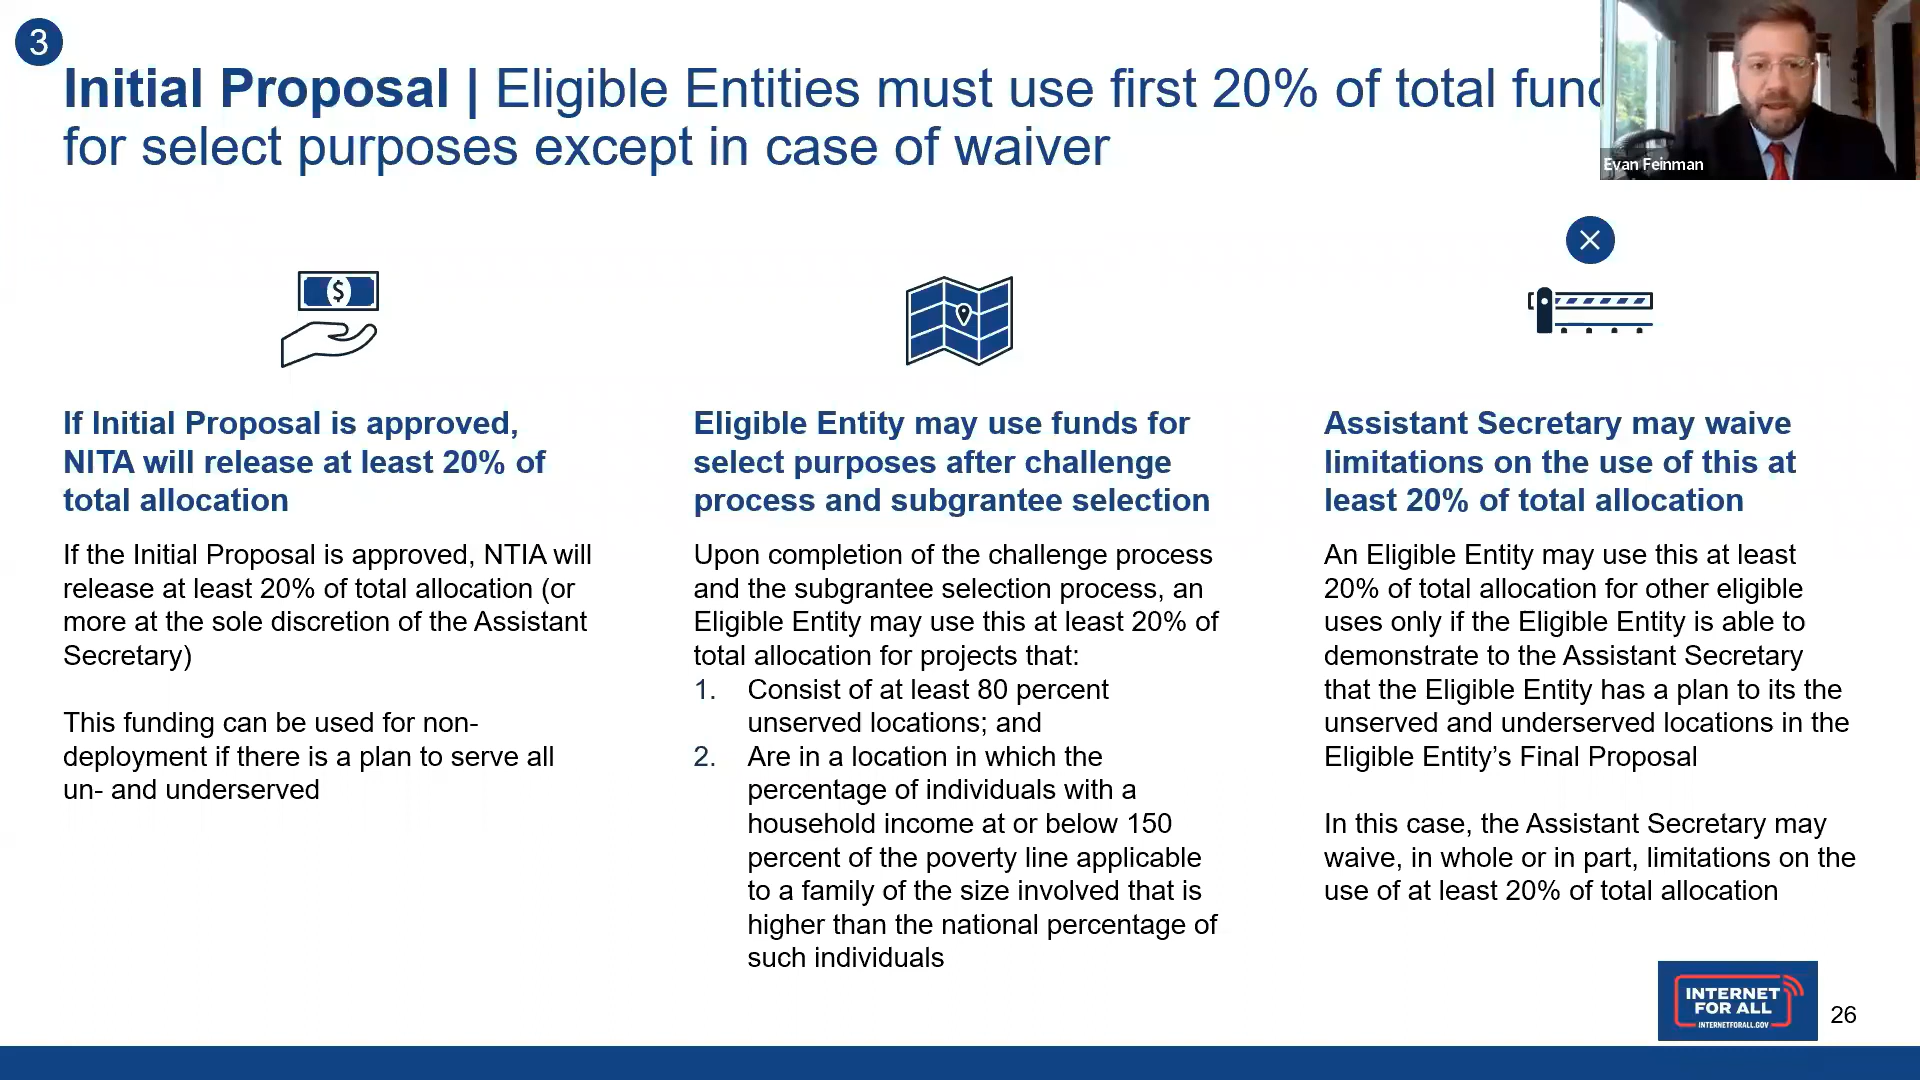 3
Initial Proposal | Eligible Entities must use first 20% of total
for select purposes except in case of waiver
Evan Feinman
$
If Initial Proposal is approved,
NITA will release at least 20% of
total allocation
If the Initial Proposal is approved, NTIA will
release at least 20% of total allocation (or
more at the sole discretion of the Assistant
Secretary)
This funding can be used for non-
deployment if there is a plan to serve all
un- and underserved
Eligible Entity may use funds for
select purposes after challenge
process and subgrantee selection
Upon completion of the challenge process
and the subgrantee selection process, an
Eligible Entity may use this at least 20% of
total allocation for projects that:
1. Consist of at least 80 percent
unserved locations; and
2. Are in a location in which the
percentage of individuals with a
household income at or below 150
percent of the poverty line applicable
to a family of the size involved that is
higher than the national percentage of
such individuals
Assistant Secretary may waive
limitations on the use of this at
least 20% of total allocation
An Eligible Entity may use this at least
20% of total allocation for other eligible
uses only if the Eligible Entity is able to
demonstrate to the Assistant Secretary
that the Eligible Entity has a plan to its the
unserved and underserved locations in the
Eligible Entity’s Final Proposal
In this case, the Assistant Secretary may
waive, in whole or in part, limitations on the
use of at least 20% of total allocation
INTERNET
FOR ALL
INTERNETFORALL.GOV
26